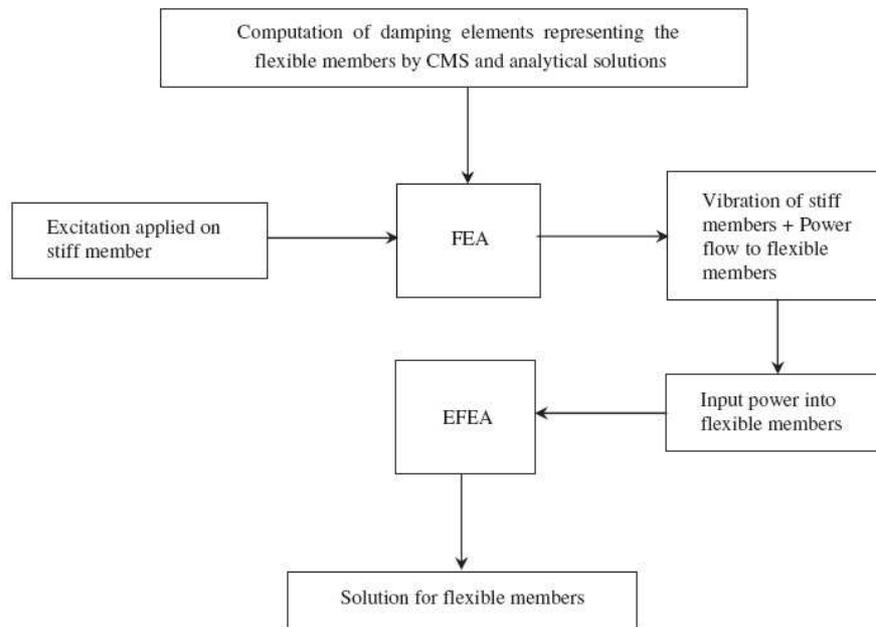 Computation of damping elements representing the
flexible members by CMS and analytical solutions
Excitation applied on
stiff member
FEA
Vibration of stiff
members + Power
flow to flexible
members
EFEA
Input power into
flexible members
Solution for flexible members